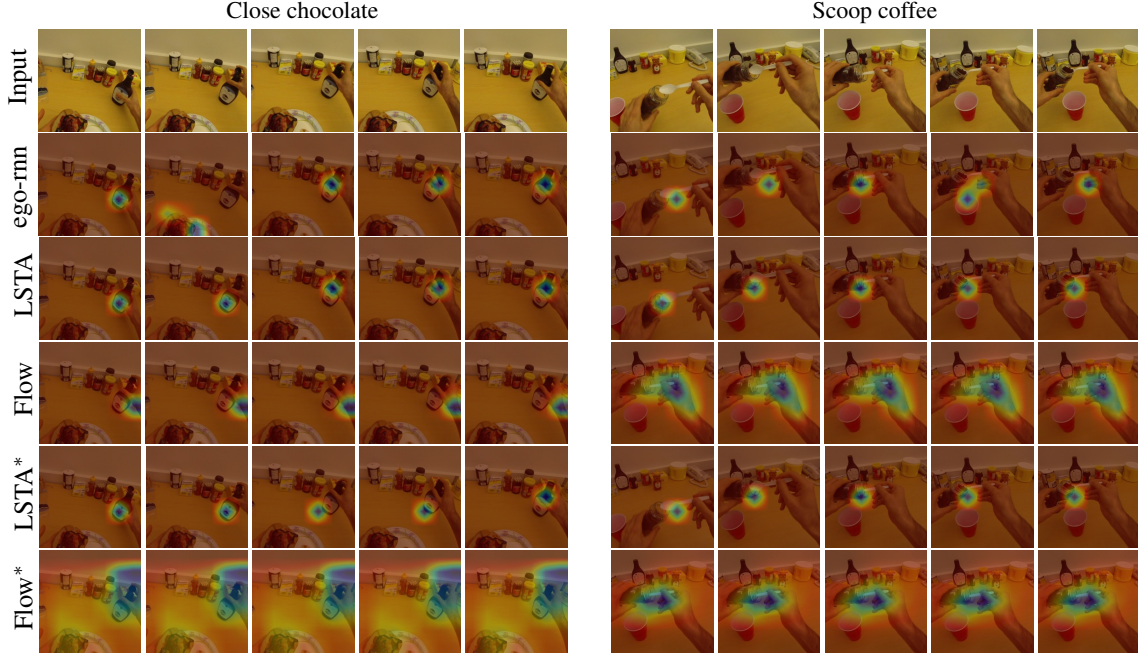 Close chocolate
Scoop coffee
Input
ego-rnn
LSTA
Flow
LSTA*
Flow*